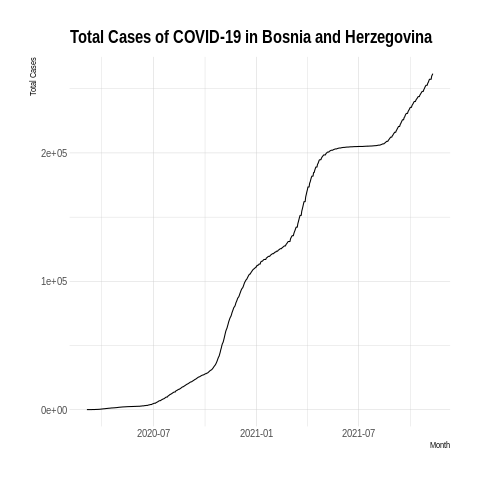 Total Cases of COVID-19 in Bosnia and Herzegovina
Total Cases
2e+05
1e+05
0e+00
2020-07
2021-01
2021-07
Month